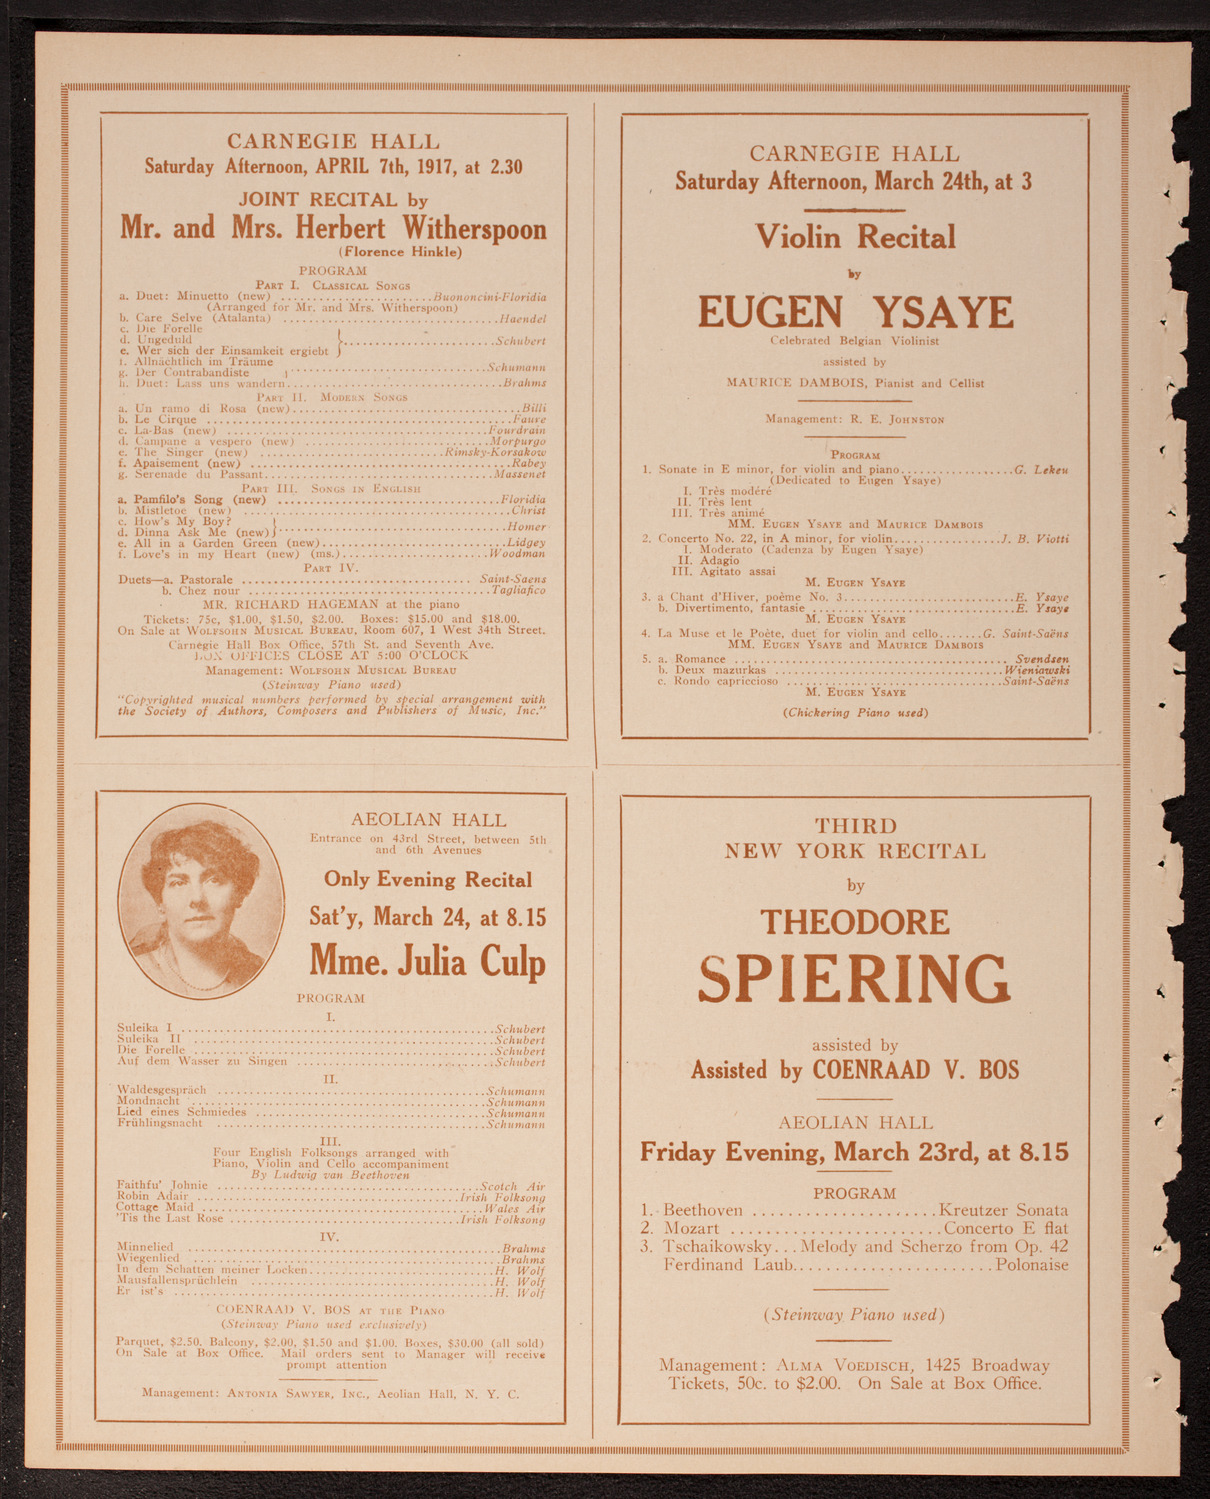 CARNEGIE HALL
Saturday Afternoon, APRIL 7th, 1917, at 2.30
JOINT RECITAL by
Mr. and Mrs. Herbert Witherspoon
(Florence Hinkle)
PROGRAM
PART I. CLASSICAL SONGS
a. Duet: Minuetto (new) ........................Buononcini-Floridia
(Arranged for Mr. and Mrs. Witherspoon)
b. Care Selve (Atalanta) ..................................Haendel
c. Die Forelle
d. Ungeduld }........................Schubert
e. Wer sich der Einsamkeit ergiebt
f. Allnächtlich im Träume
g. Der Contrabandiste }................................Schumann
h. Duet: Lass uns wandern..................................Brahms
PART II. MODERN SONGS
a. Un ramo di Rosa (new)....................................Billi
b. Le Cirque ................................................Faure
c. La-Bas (new) .........................................Fourdrain
d. Campane a vespero (new) .............................Morpurgo
e. The Singer (new) .............................Rimsky-Korsakow
f. Apaisement (new) .........................................Rabey
g. Serenade du Passant....................................Massenet
PART III. SONGS IN ENGLISH
a. Pamfilo's Song (new) ...................................Floridia
b. Mistletoe (new) ............................................Christ
c. How's My Boy?
d. Dinna Ask Me (new) }....................................Homer
e. All in a Garden Green (new).............................Lidgey
f. Love's in my Heart (new) (ms.).......................Woodman
PART IV.
Duets—a. Pastorale .................................... Saint-Saens
b. Chez nour ......................................Tagliafico
MR. RICHARD HAGEMAN at the piano
Tickets: 75c, $1.00, $1.50, $2.00. Boxes: $15.00 and $18.00.
On Sale at WOLFSOHN MUSICAL BUREAU, Room 607, 1 West 34th Street.
Carnegie Hall Box Office, 57th St. and Seventh Ave.
BOX OFFICES CLOSE AT 5:00 O'CLOCK
Management: WOLFSOHN MUSICAL BUREAU
(Steinway Piano used)
"Copyrighted musical numbers performed by special arrangement with
the Society of Authors, Composers and Publishers of Music, Inc."
CARNEGIE HALL
Saturday Afternoon, March 24th, at 3
Violin Recital
by
EUGEN YSAYE
Celebrated Belgian Violinist
assisted by
MAURICE DAMBOIS, Pianist and Cellist
Management: R. E. JOHNSTON
PROGRAM
1. Sonate in E minor, for violin and piano.................G. Lekeu
(Dedicated to Eugen Ysaye)
I. Très modéré
II. Très lent
III. Très animé
MM. EUGEN YSAYE and MAURICE DAMBOIS
2. Concerto No. 22, in A minor, for violin................J. B. Viotti
I. Moderato (Cadenza by Eugen Ysaye)
II. Adagio
III. Agitato assai
M. EUGEN YSAYE
3. a Chant d'Hiver, poème No. 3..........................E. Ysaye
b. Divertimento, fantasie ...............................E. Ysaye
M. EUGEN YSAYE
4. La Muse et le Poète, duet for violin and cello.......G. Saint-Saëns
MM. EUGEN YSAYE and MAURICE DAMBOIS
5. a. Romance .......................................... Svendsen
b. Deux mazurkas ...................................Wieniawski
c. Rondo capriccioso .................................Saint-Saëns
M. EUGEN YSAYE
(Chickering Piano used)
AEOLIAN HALL
Entrance on 43rd Street, between 5th
and 6th Avenues
Only Evening Recital
Sat'y, March 24, at 8.15
Mme. Julia Culp
PROGRAM
I.
Suleika I .................................................Schubert
Suleika II ................................................Schubert
Die Forelle ...............................................Schubert
Auf dem Wasser zu Singen ................................Schubert
II.
Waldesgespräch ..........................................Schumann
Mondnacht ..............................................Schumann
Lied eines Schmiedes ....................................Schumann
Frühlingsnacht ..........................................Schumann
III.
Four English Folksongs arranged with
Piano, Violin and Cello accompaniment
By Ludwig van Beethoven
Faithfu' Johnie .........................................Scotch Air
Robin Adair .........................................Irish Folksong
Cottage Maid ............................................Wales Air
'Tis the Last Rose ....................................Irish Folksong
IV.
Minnelied .................................................Brahms
Wiegenlied ................................................Brahms
In dem Schatten meiner Locken..............................H. Wolf
Mausfallensprüchlein .......................................H. Wolf
Er ist's ...................................................H. Wolf
COENRAAD V. BOS AT THE PIANO
(Steinway Piano used exclusively)
Parquet, $2.50. Balcony, $2.00, $1.50 and $1.00. Boxes, $30.00 (all sold)
On Sale at Box Office. Mail orders sent to Manager will receive
prompt attention
Management: ANTONIA SAWYER, INC., Aeolian Hall, N. Y. C.
THIRD
NEW YORK RECITAL
by
THEODORE
SPIERING
assisted by
Assisted by COENRAAD V. BOS
AEOLIAN HALL
Friday Evening, March 23rd, at 8.15
PROGRAM
1. Beethoven ....................Kreutzer Sonata
2. Mozart .......................Concerto E flat
3. Tschaikowsky...Melody and Scherzo from Op. 42
Ferdinand Laub........................Polonaise
(Steinway Piano used)
Management: ALMA VOEDISCH, 1425 Broadway
Tickets, 50c. to $2.00. On Sale at Box Office.